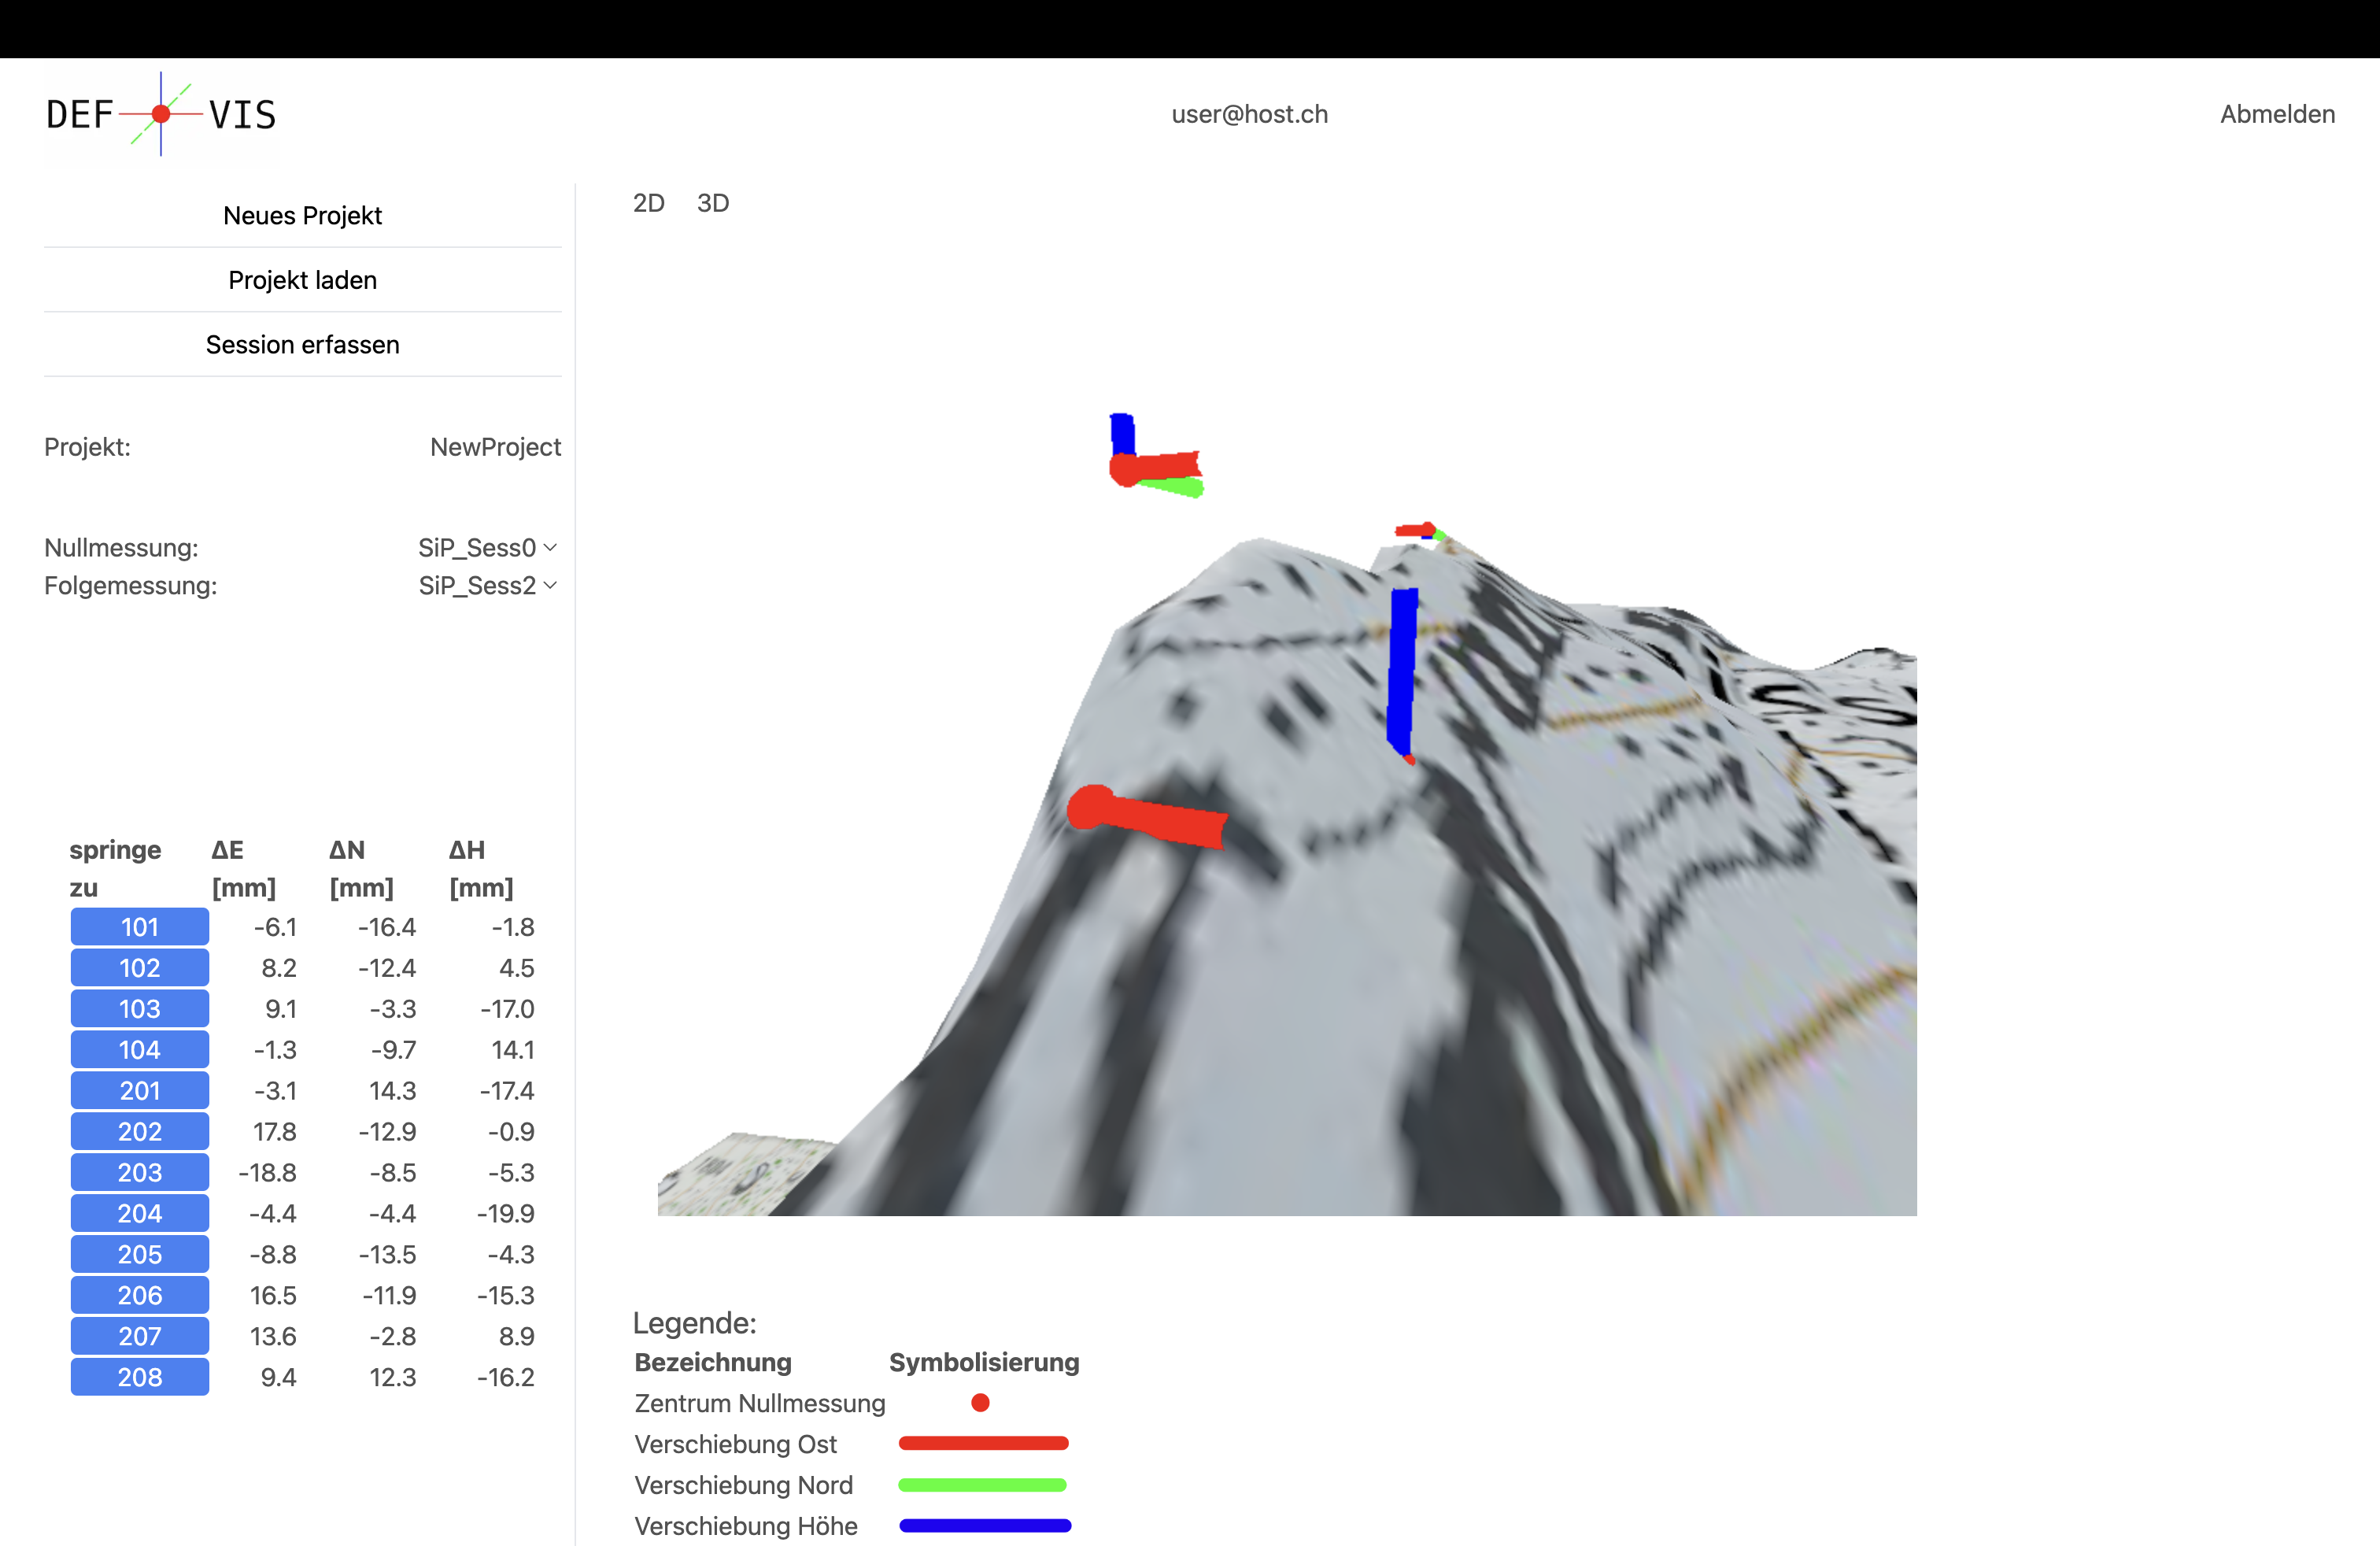 DEF VIS
user@host.ch
Abmelden
Neues Projekt
Projekt laden
Session erfassen
Projekt: NewProject
Nullmessung: SiP_Sess0
Folgemessung: SiP_Sess2
springe zu ΔE [mm] ΔN [mm] ΔH [mm]
101 -6.1 -16.4 -1.8
102 8.2 -12.4 4.5
103 9.1 -3.3 -17.0
104 -1.3 -9.7 14.1
201 -3.1 14.3 -17.4
202 17.8 -12.9 -0.9
203 -18.8 -8.5 -5.3
204 -4.4 -4.4 -19.9
205 -8.8 -13.5 -4.3
206 16.5 -11.9 -15.3
207 13.6 -2.8 8.9
208 9.4 12.3 -16.2
2D 3D
Legende:
Bezeichnung Symbolisierung
Zentrum Nullmessung
Verschiebung Ost
Verschiebung Nord
Verschiebung Höhe